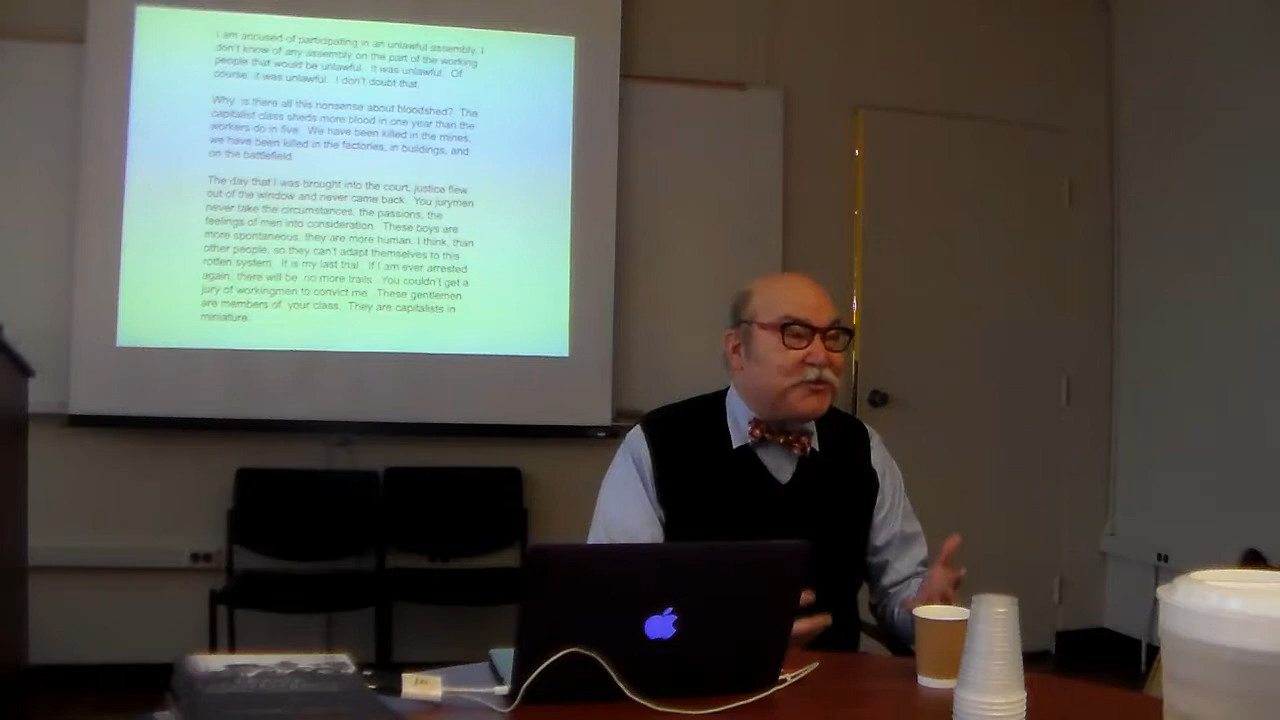 I am accused of participating in an unlawful assembly. I
don't know of any assembly on the part of the working
people that would be unlawful. It was unlawful. Of
course, it was unlawful. I don't doubt that.
Why is there all this nonsense about bloodshed? The
capitalist class sheds more blood in one year than the
workers do in five. We have been killed in the mines,
we have been killed in the factories, in buildings, and
on the battlefield.
The day that I was brought into the court, justice flew
out of the window and never came back. You jurymen
never take the circumstances, the passions, the
feelings of men into consideration. These boys are
more spontaneous, they are more human, I think, than
other people, so they can't adapt themselves to this
rotten system. It is my last trial. If I am ever arrested
again, there will be no more trails. You couldn't get a
jury of workingmen to convict me. These gentlemen
are members of your class. They are capitalists in
miniature.